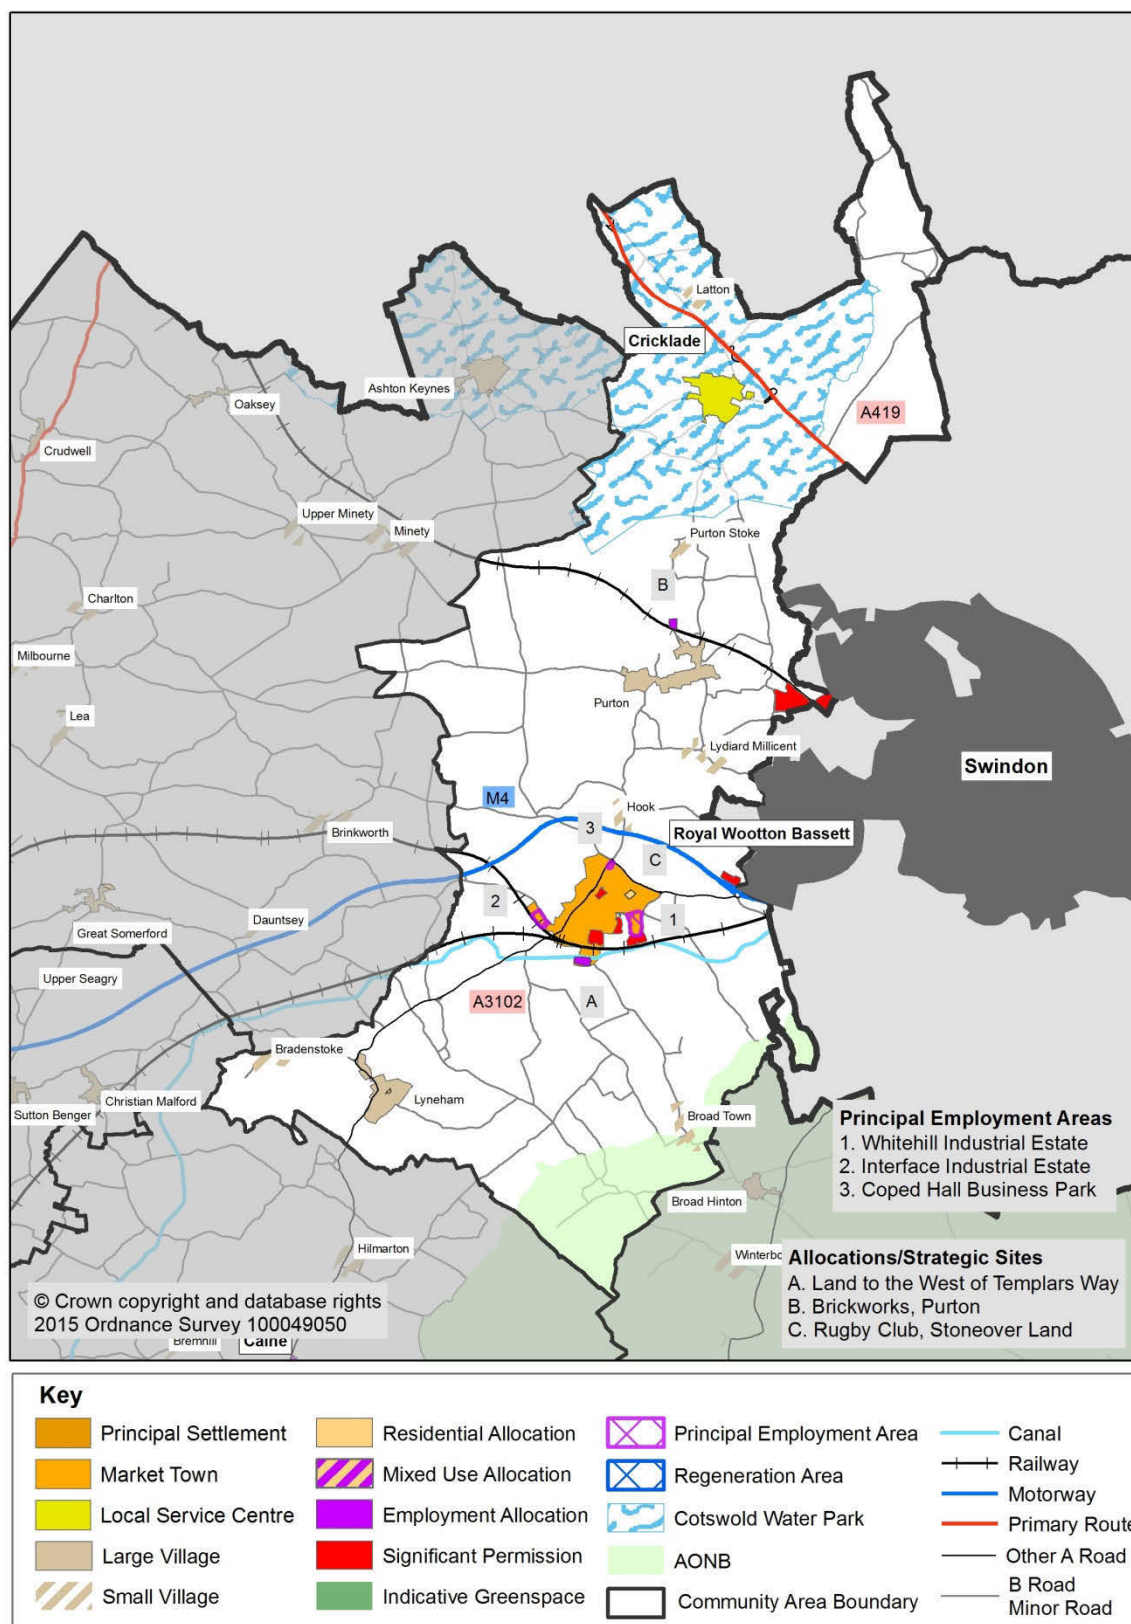 Latton
Cricklade
Ashton Keynes
Oaksey
A419
Crudwell
Upper Minety
Minety
Purton Stoke
B
Charlton
Milbourne
Purton
Lea
Lydiard Millicent
Swindon
M4
Hook
3
Brinkworth
Royal Wootton Bassett
C
2
1
Great Somerford
Dauntsey
Upper Seagry
A3102
A
Bradenstoke
Christian Malford
Sutton Benger
Lyneham
Broad Town
Principal Employment Areas
1. Whitehill Industrial Estate
2. Interface Industrial Estate
3. Coped Hall Business Park
Broad Hinton
Hilmarton
Allocations/Strategic Sites
A. Land to the West of Templars Way
B. Brickworks, Purton
C. Rugby Club, Stoneover Land
© Crown copyright and database rights
2015 Ordnance Survey 100049050
Bremhill
Calne
Key
Principal Settlement
Market Town
Local Service Centre
Large Village
Small Village
Residential Allocation
Mixed Use Allocation
Employment Allocation
Significant Permission
Indicative Greenspace
Principal Employment Area
Regeneration Area
Cotswold Water Park
AONB
Community Area Boundary
Canal
Railway
Motorway
Primary Route
Other A Road
B Road
Minor Road